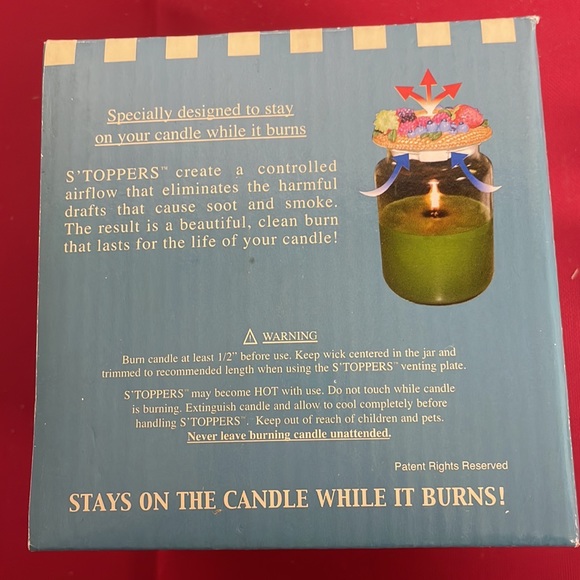 Specially designed to stay
on your candle while it burns
S'TOPPERS™ create a controlled
airflow that eliminates the harmful
drafts that cause soot and smoke.
The result is a beautiful, clean burn
that lasts for the life of your candle!
⚠ WARNING
Burn candle at least 1/2" before use. Keep wick centered in the jar and
trimmed to recommended length when using the S'TOPPERS™ venting plate.
S'TOPPERS™ may become HOT with use. Do not touch while candle
is burning. Extinguish candle and allow to cool completely before
handling S'TOPPERS™. Keep out of reach of children and pets.
Never leave burning candle unattended.
Patent Rights Reserved
STAYS ON THE CANDLE WHILE IT BURNS!